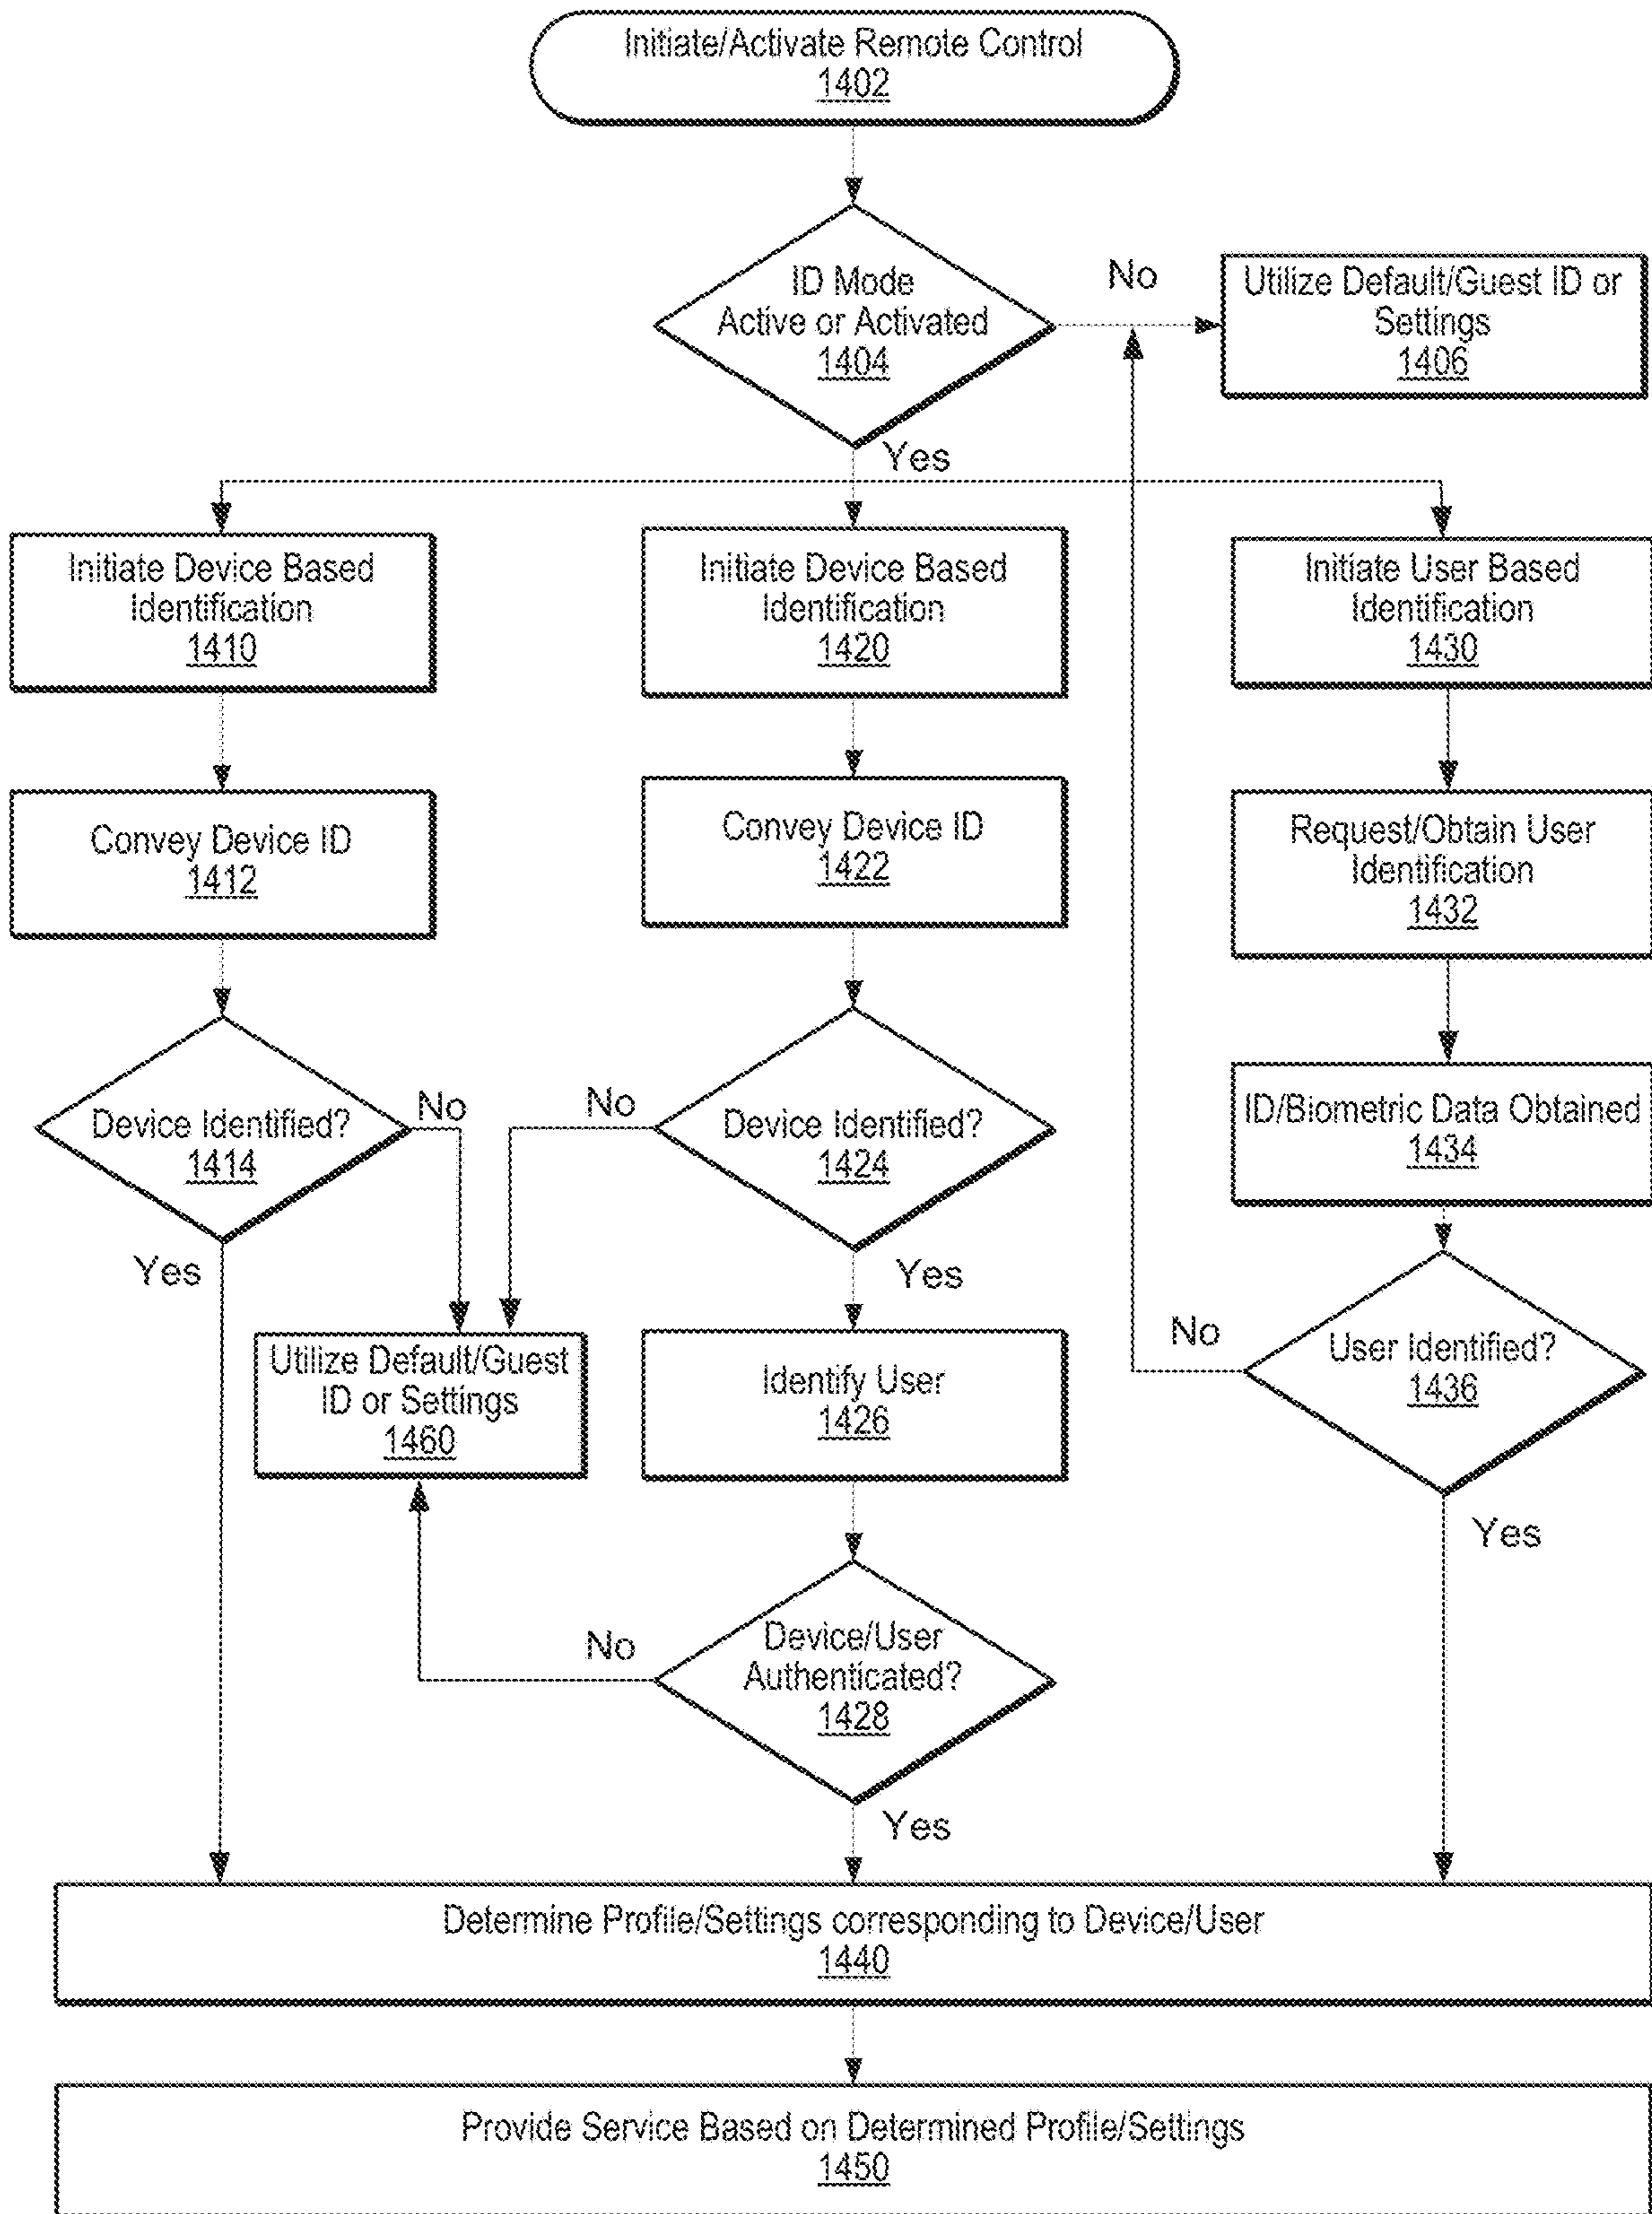 Initiate/Activate Remote Control
1402
ID Mode
Active or Activated
1404
No
Utilize Default/Guest ID or
Settings
1406
Yes
Initiate Device Based
Identification
1410
Initiate Device Based
Identification
1420
Initiate User Based
Identification
1430
Convey Device ID
1412
Convey Device ID
1422
Request/Obtain User
Identification
1432
Device Identified?
1414
No
Yes
No
Device Identified?
1424
Yes
ID/Biometric Data Obtained
1434
Utilize Default/Guest
ID or Settings
1460
Identify User
1426
No
User Identified?
1436
Yes
No
Device/User
Authenticated?
1428
Yes
Determine Profile/Settings corresponding to Device/User
1440
Provide Service Based on Determined Profile/Settings
1450